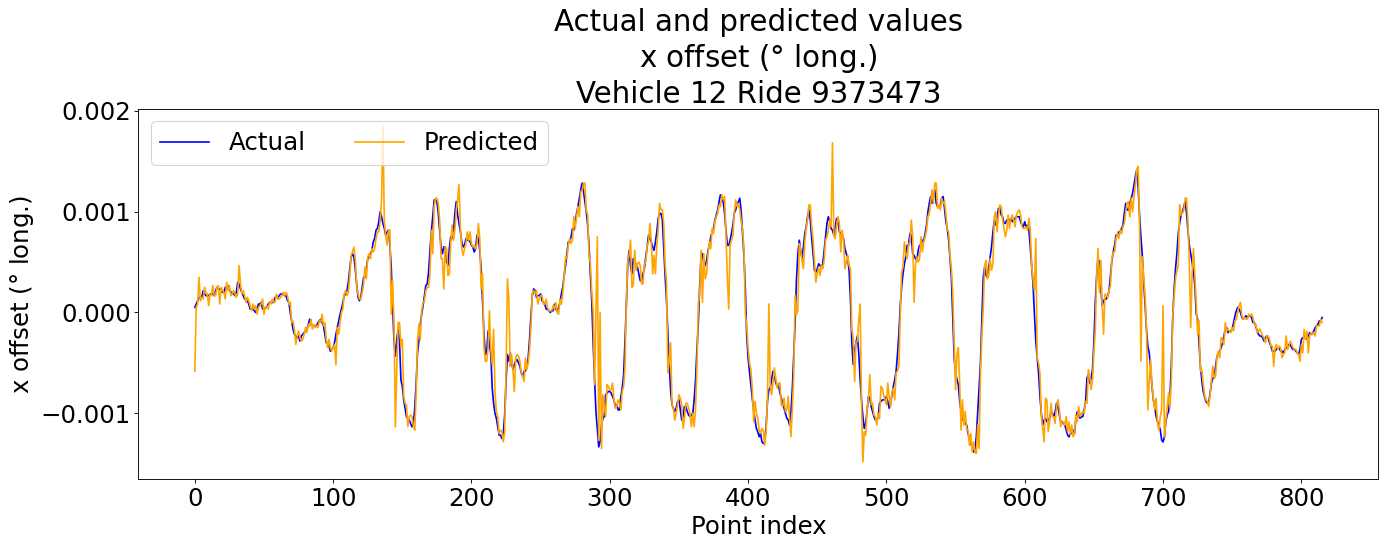 Actual and predicted values
x offset (° long.)
Vehicle 12 Ride 9373473
Actual
Predicted
x offset (° long.)
0.002
0.001
0.000
−0.001
0 100 200 300 400 500 600 700 800
Point index